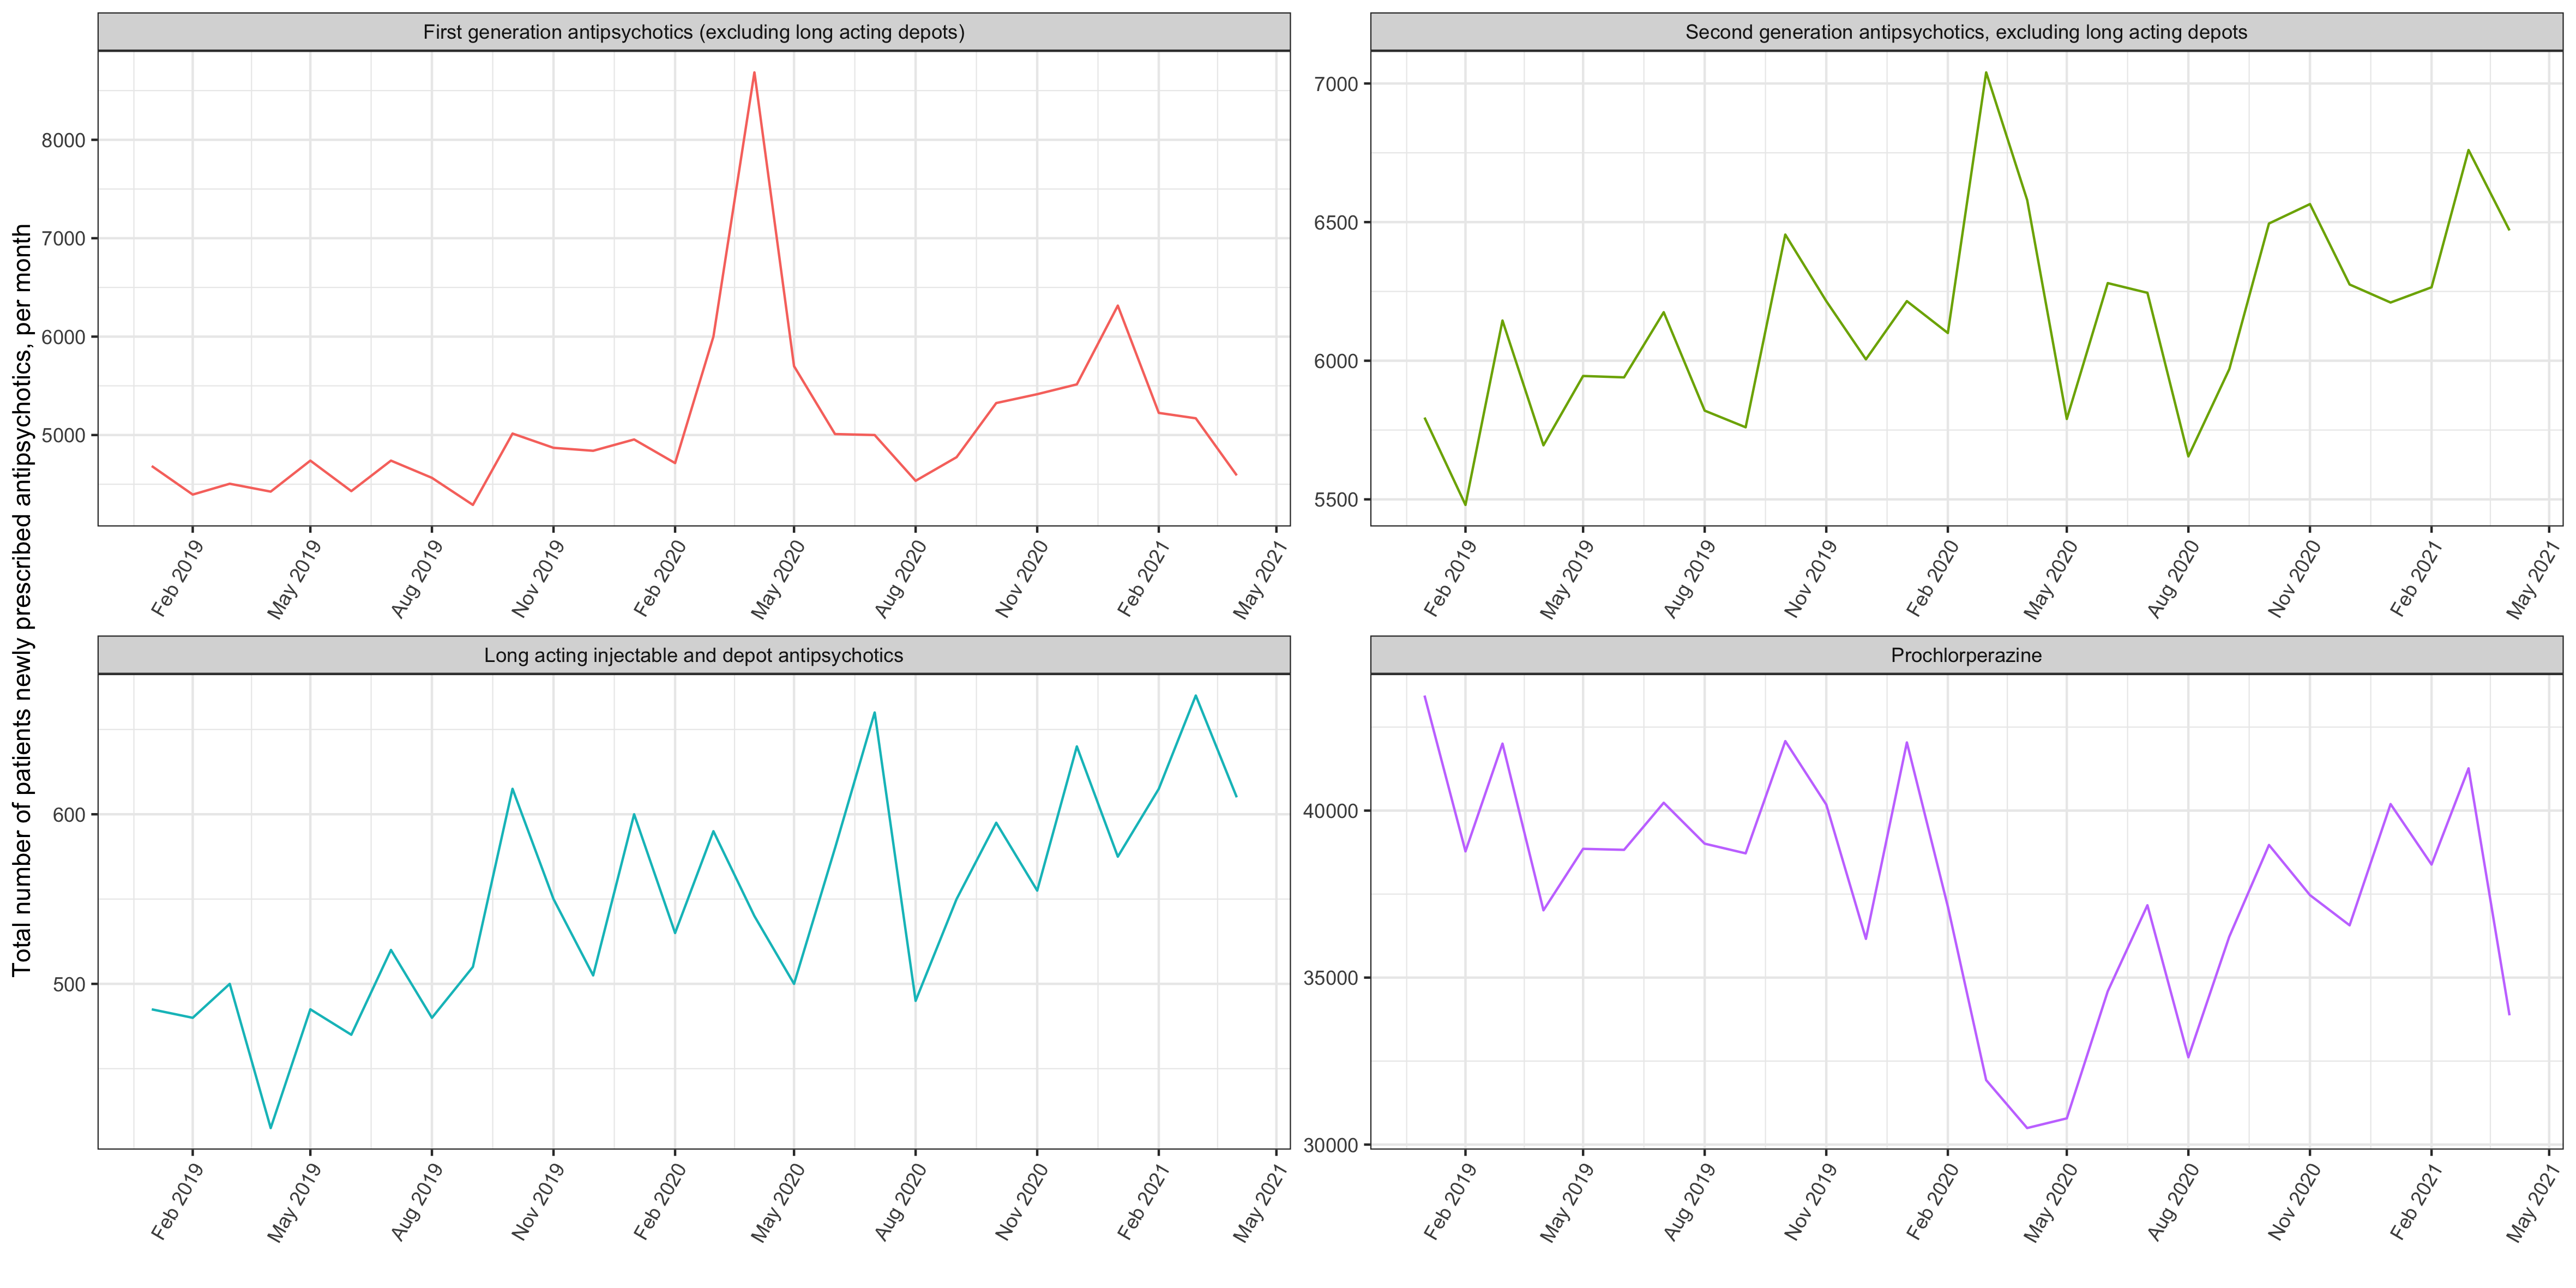 Total number of patients newly prescribed antipsychotics, per month
First generation antipsychotics (excluding long acting depots)
8000
7000
6000
5000
Feb 2019
May 2019
Aug 2019
Nov 2019
Feb 2020
May 2020
Aug 2020
Nov 2020
Feb 2021
May 2021
Second generation antipsychotics, excluding long acting depots
7000
6500
6000
5500
Feb 2019
May 2019
Aug 2019
Nov 2019
Feb 2020
May 2020
Aug 2020
Nov 2020
Feb 2021
May 2021
Long acting injectable and depot antipsychotics
600
500
Feb 2019
May 2019
Aug 2019
Nov 2019
Feb 2020
May 2020
Aug 2020
Nov 2020
Feb 2021
May 2021
Prochlorperazine
40000
35000
30000
Feb 2019
May 2019
Aug 2019
Nov 2019
Feb 2020
May 2020
Aug 2020
Nov 2020
Feb 2021
May 2021